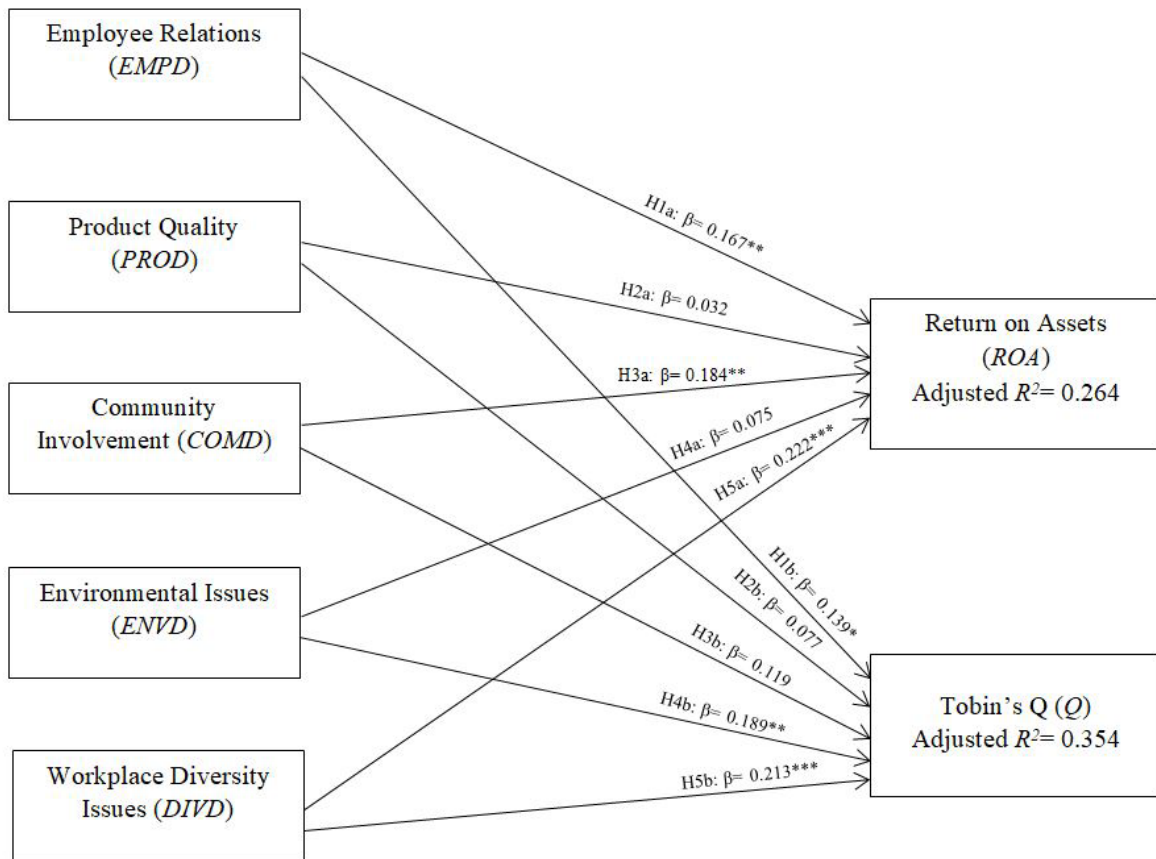 Employee Relations
(EMPD)
Product Quality
(PROD)
Community
Involvement (COMD)
Environmental Issues
(ENVD)
Workplace Diversity
Issues (DIVD)
H1a: β= 0.167**
H2a: β= 0.032
H3a: β= 0.184**
H4a: β= 0.075
H5a: β= 0.222***
H1b: β= 0.139*
H2b: β= 0.077
H3b: β= 0.119
H4b: β= 0.189**
H5b: β= 0.213***
Return on Assets
(ROA)
Adjusted R²= 0.264
Tobin’s Q (Q)
Adjusted R²= 0.354